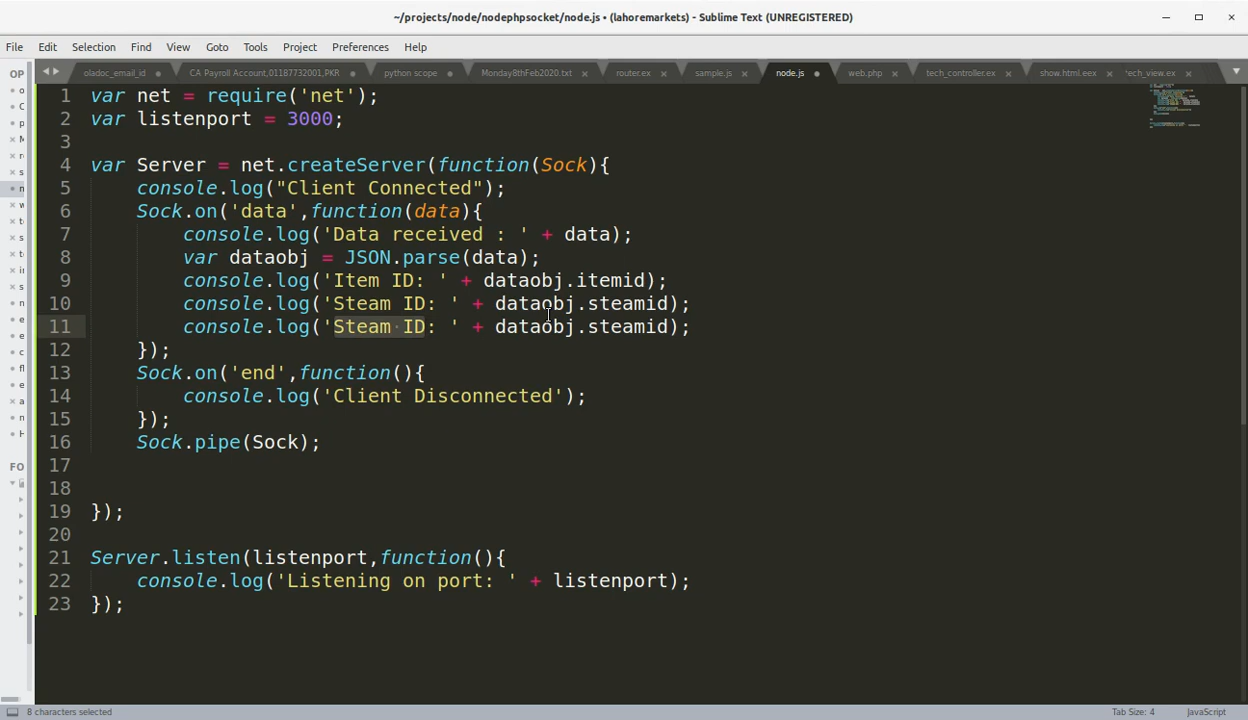 ~/projects/node/nodephpsocket/node.js • (lahoremarkets) - Sublime Text (UNREGISTERED)
File Edit Selection Find View Goto Tools Project Preferences Help
oladoc_email_id CA Payroll Account,01187732001,PKR python scope Monday8thFeb2020.txt router.ex sample.js node.js web.php tech_controller.ex show.html.eex tech_view.ex
OP
FO
1 var net = require('net');
2 var listenport = 3000;
3
4 var Server = net.createServer(function(Sock){
5 console.log("Client Connected");
6 Sock.on('data',function(data){
7 console.log('Data received : ' + data);
8 var dataobj = JSON.parse(data);
9 console.log('Item ID: ' + dataobj.itemid);
10 console.log('Steam ID: ' + dataobj.steamid);
11 console.log('Steam ID: ' + dataobj.steamid);
12 });
13 Sock.on('end',function(){
14 console.log('Client Disconnected');
15 });
16 Sock.pipe(Sock);
17
18
19 });
20
21 Server.listen(listenport,function(){
22 console.log('Listening on port: ' + listenport);
23 });
8 characters selected Tab Size: 4 JavaScript